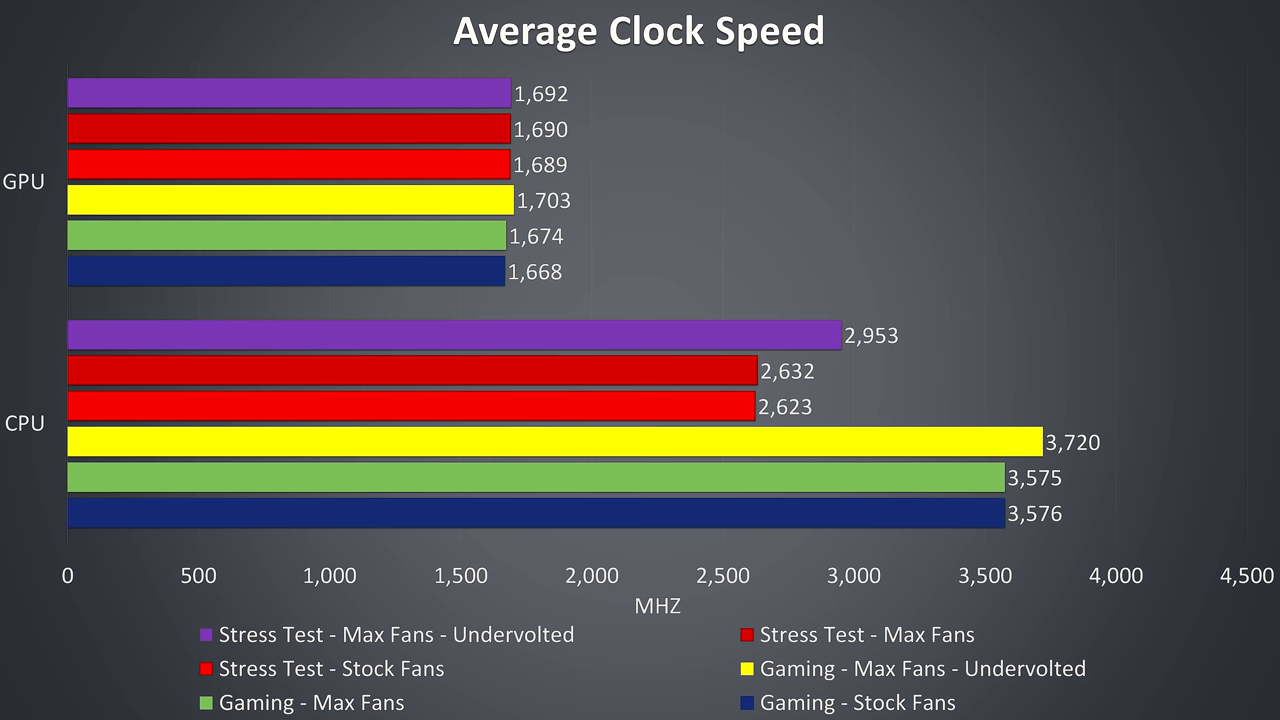 Average Clock Speed
GPU
1,692
1,690
1,689
1,703
1,674
1,668
CPU
2,953
2,632
2,623
3,720
3,575
3,576
0 500 1,000 1,500 2,000 2,500 3,000 3,500 4,000 4,500
MHZ
Stress Test - Max Fans - Undervolted
Stress Test - Max Fans
Stress Test - Stock Fans
Gaming - Max Fans - Undervolted
Gaming - Max Fans
Gaming - Stock Fans